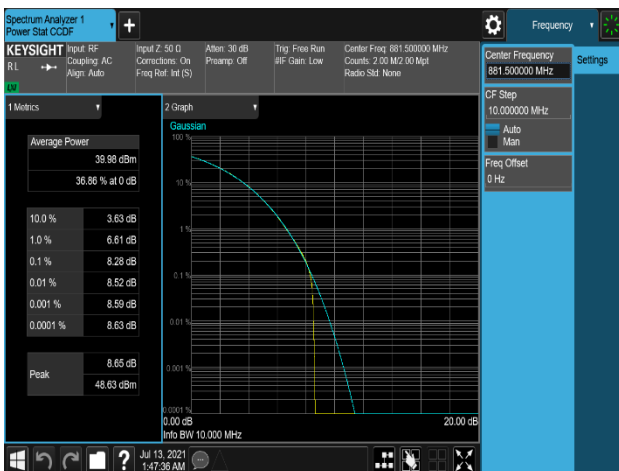 Spectrum Analyzer 1
Power Stat CCDF
Frequency
KEYSIGHT
RL
LXI
Input: RF
Coupling: AC
Align: Auto
Input Z: 50 Ω
Corrections: On
Freq Ref: Int (S)
Atten: 30 dB
Preamp: Off
Trig: Free Run
#IF Gain: Low
Center Freq: 881.500000 MHz
Counts: 2.00 M/2.00 Mpt
Radio Std: None
Center Frequency
881.500000 MHz
Settings
CF Step
10.000000 MHz
Auto
Man
Freq Offset
0 Hz
1 Metrics
Average Power
39.98 dBm
36.86 % at 0 dB
10.0 % 3.63 dB
1.0 % 6.61 dB
0.1 % 8.28 dB
0.01 % 8.52 dB
0.001 % 8.59 dB
0.0001 % 8.63 dB
Peak
8.65 dB
48.63 dBm
2 Graph
Gaussian
100 %
10 %
1 %
0.1 %
0.01 %
0.001 %
0.0001 %
0.00 dB 20.00 dB
Info BW 10.000 MHz
?
Jul 13, 2021
1:47:36 AM